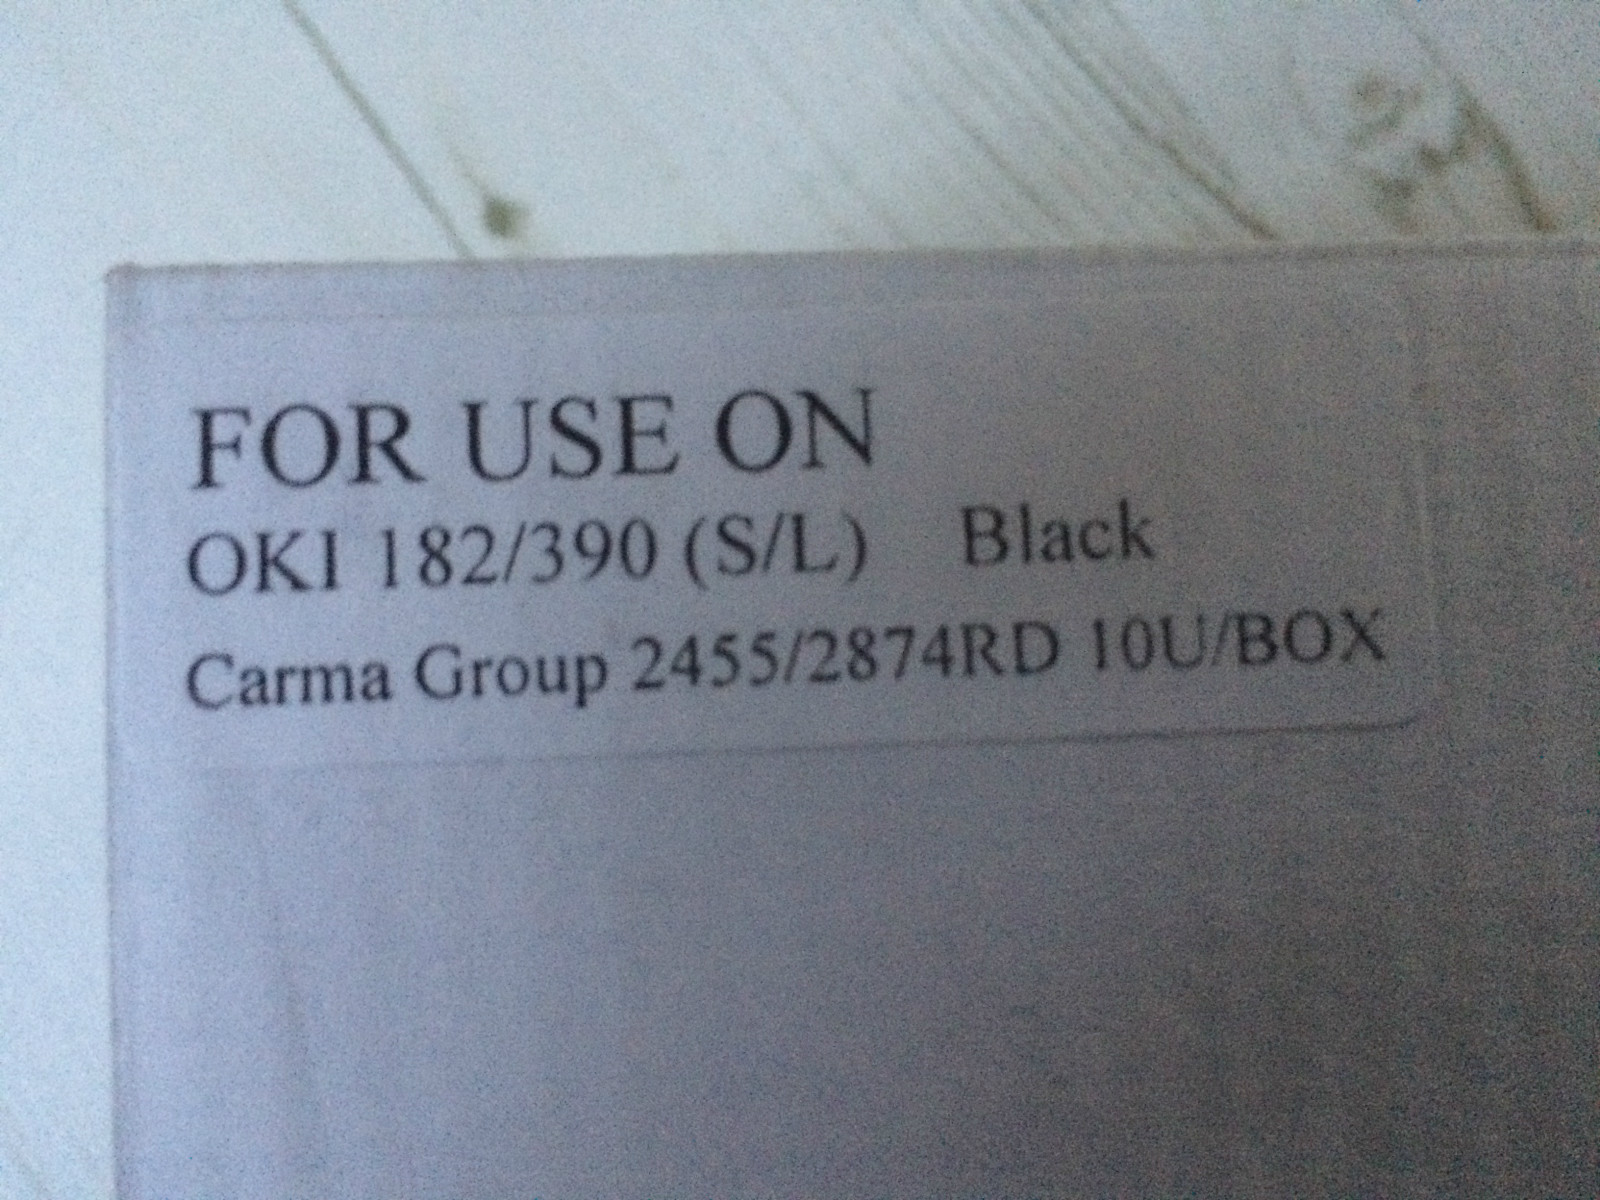 FOR USE ON
OKI 182/390 (S/L) Black
Carma Group 2455/2874RD 10U/BOX